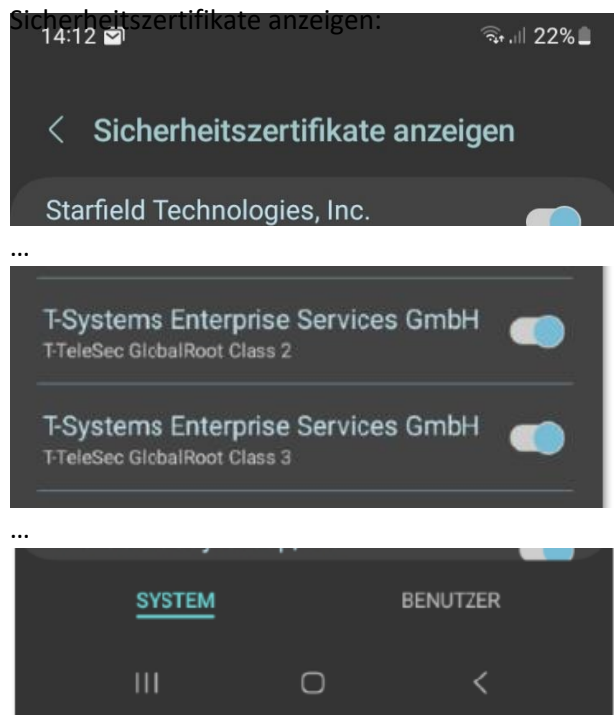 Sicherheitszertifikate anzeigen:
14:12 22%
Sicherheitszertifikate anzeigen
Starfield Technologies, Inc.
...
T-Systems Enterprise Services GmbH
T-TeleSec GlobalRoot Class 2
T-Systems Enterprise Services GmbH
T-TeleSec GlobalRoot Class 3
...
SYSTEM BENUTZER